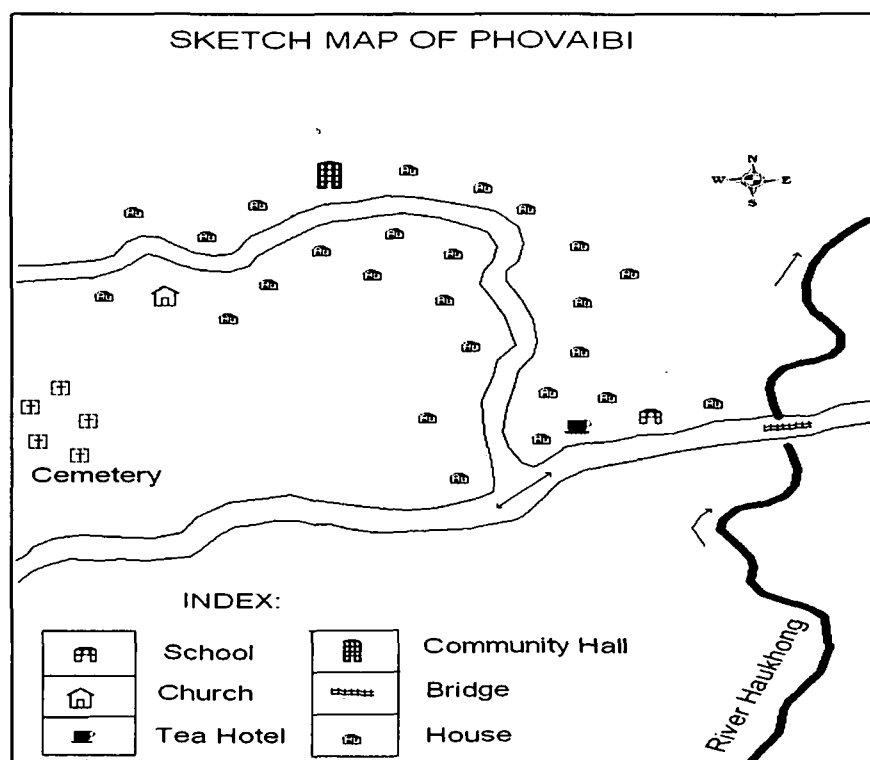 SKETCH MAP OF PHOVAIBI
N
W E
S
Cemetery
INDEX:
School
Community Hall
Church
Bridge
Tea Hotel
House
River Haukhong